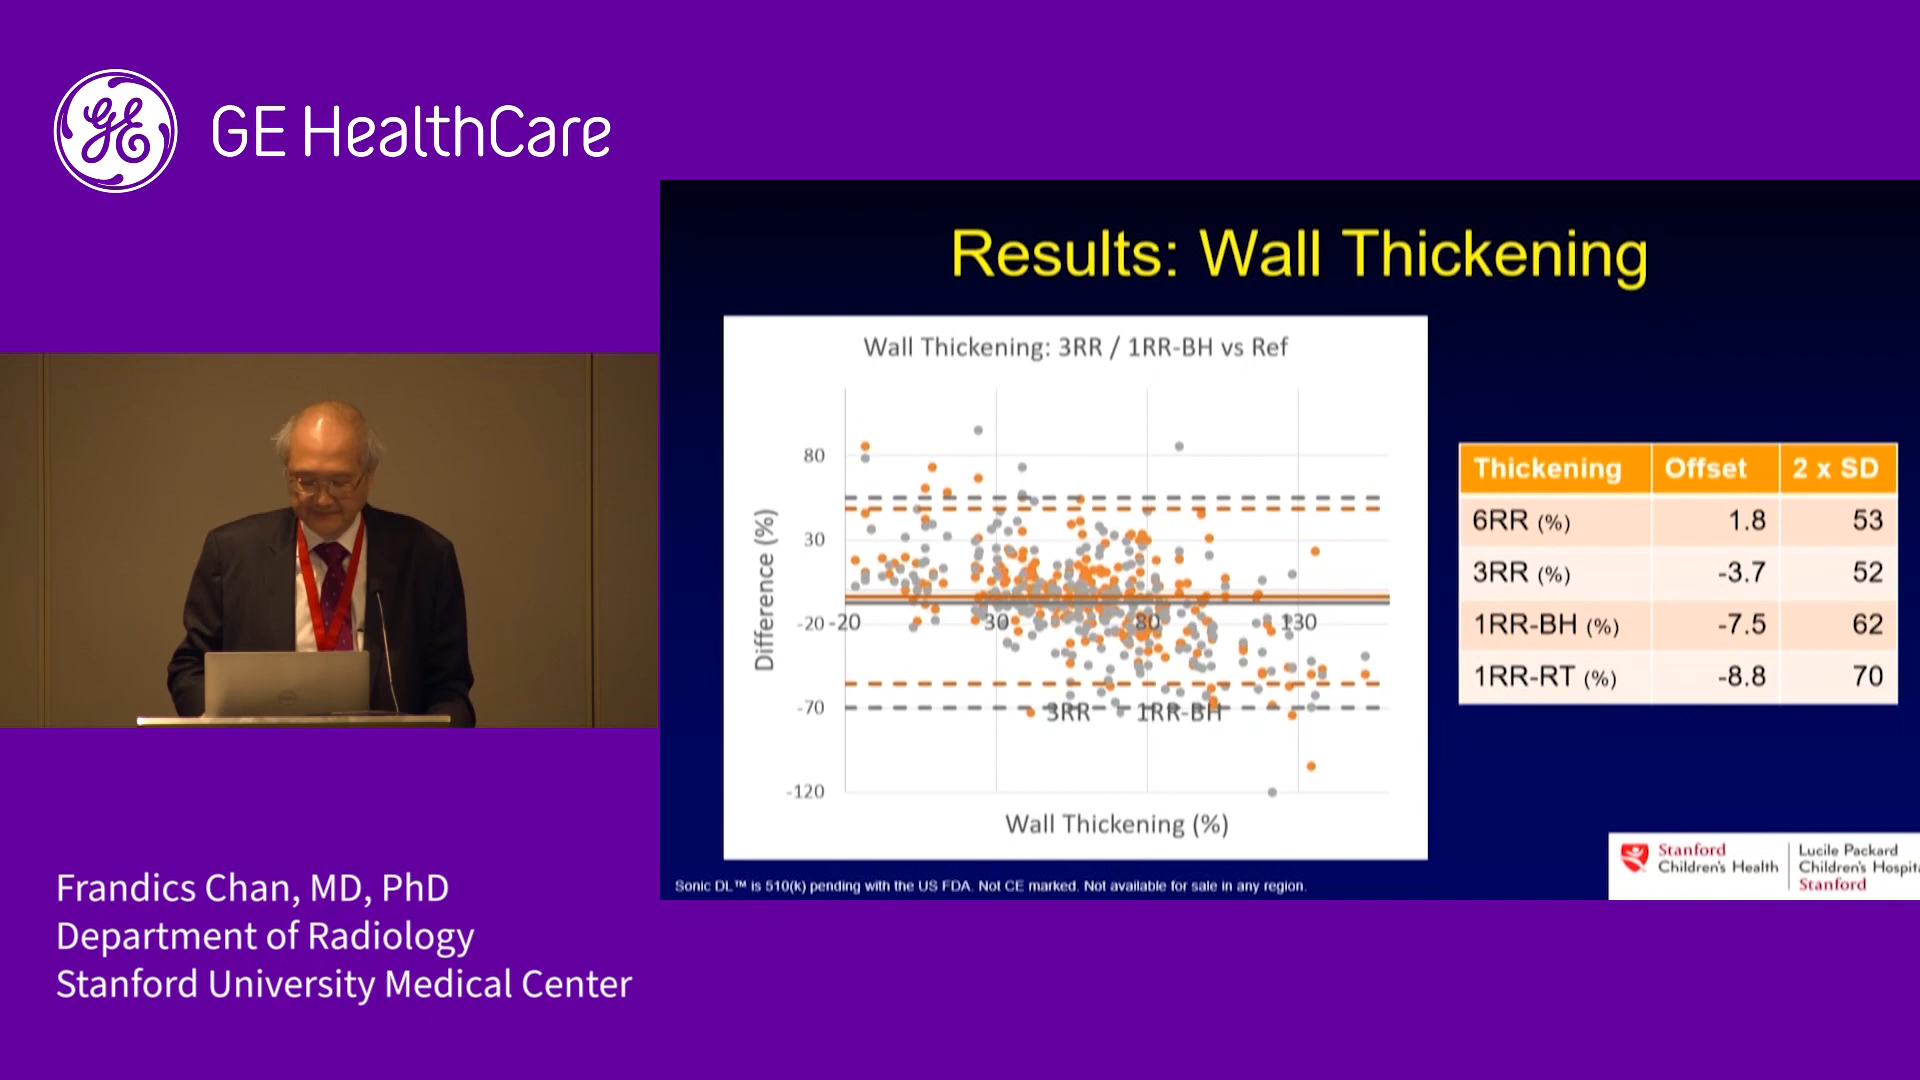 GE HealthCare
Results: Wall Thickening
Wall Thickening: 3RR / 1RR-BH vs Ref
80
30
-20
-70
-120
-20
30
80
130
Difference (%)
3RR
1RR-BH
Wall Thickening (%)
Thickening Offset 2 x SD
6RR (%) 1.8 53
3RR (%) -3.7 52
1RR-BH (%) -7.5 62
1RR-RT (%) -8.8 70
Sonic DL™ is 510(k) pending with the US FDA. Not CE marked. Not available for sale in any region.
Stanford
Children's Health
Lucile Packard
Children's Hospita
Stanford
Frandics Chan, MD, PhD
Department of Radiology
Stanford University Medical Center